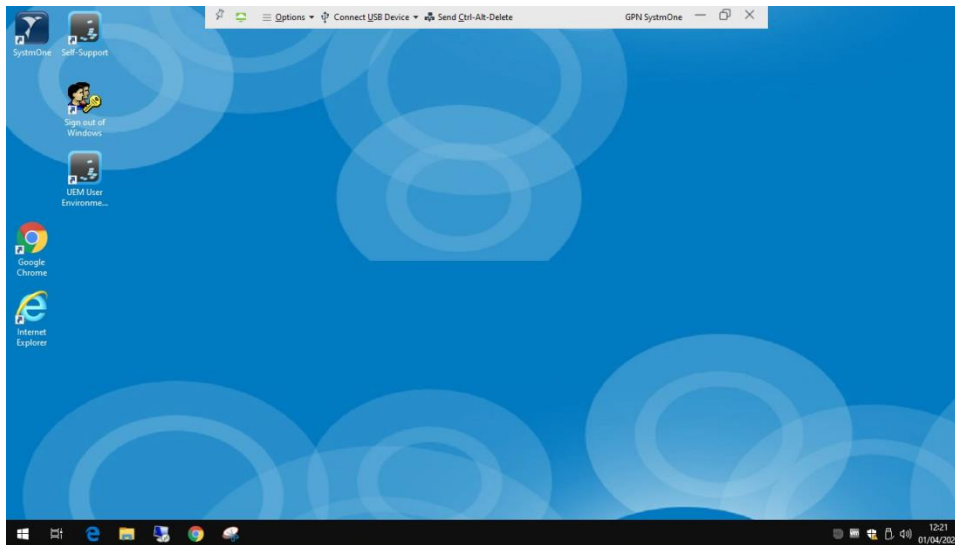 Options
Connect USB Device
Send Ctrl-Alt-Delete
GPN SystmOne
SystmOne
Self-Support
Sign out of
Windows
UEM User
Environme...
Google
Chrome
Internet
Explorer
12:21
01/04/202